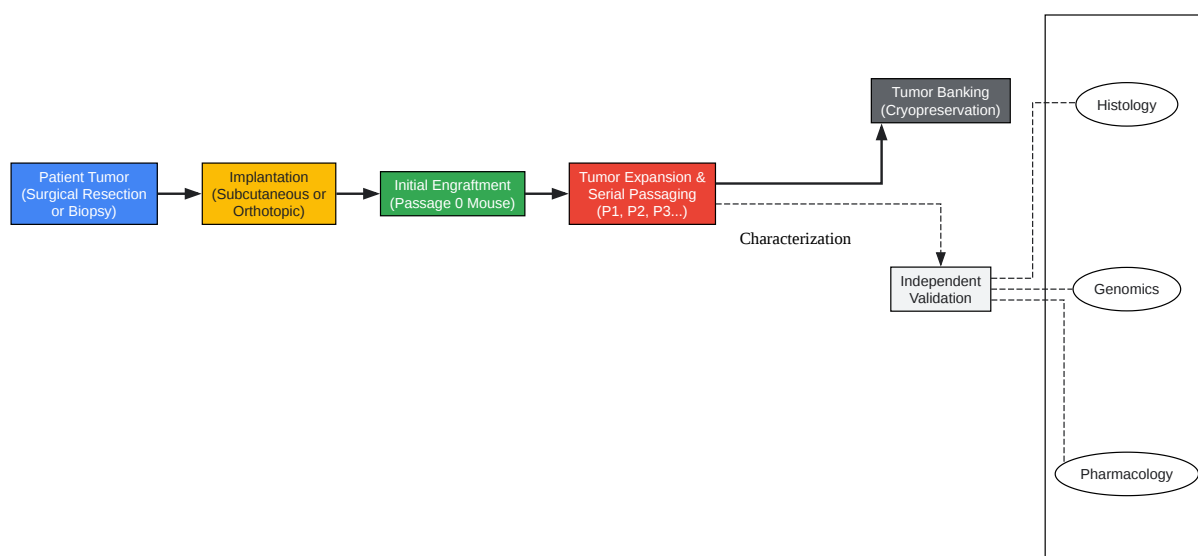 Patient Tumor
(Surgical Resection
or Biopsy)
Implantation
(Subcutaneous or
Orthotopic)
Initial Engraftment
(Passage 0 Mouse)
Tumor Expansion &
Serial Passaging
(P1, P2, P3...)
Tumor Banking
(Cryopreservation)
Characterization
Independent
Validation
Histology
Genomics
Pharmacology